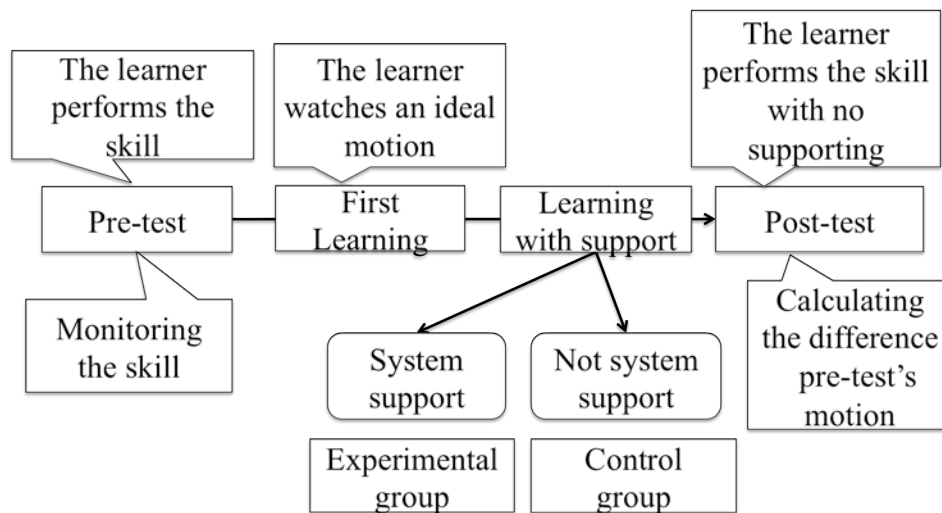 The learner
performs the
skill
The learner
watches an ideal
motion
The learner
performs the skill
with no
supporting
Pre-test
First
Learning
Learning
with support
Post-test
Monitoring
the skill
System
support
Not system
support
Calculating
the difference
pre-test’s
motion
Experimental
group
Control
group